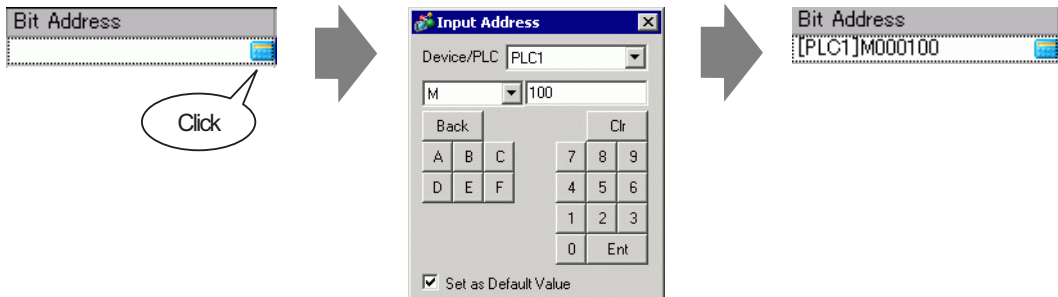 Bit Address
Click
Input Address
Device/PLC PLC1
M 100
Back Clr
A B C 7 8 9
D E F 4 5 6
1 2 3
0 Ent
Set as Default Value
Bit Address
[PLC1]M000100